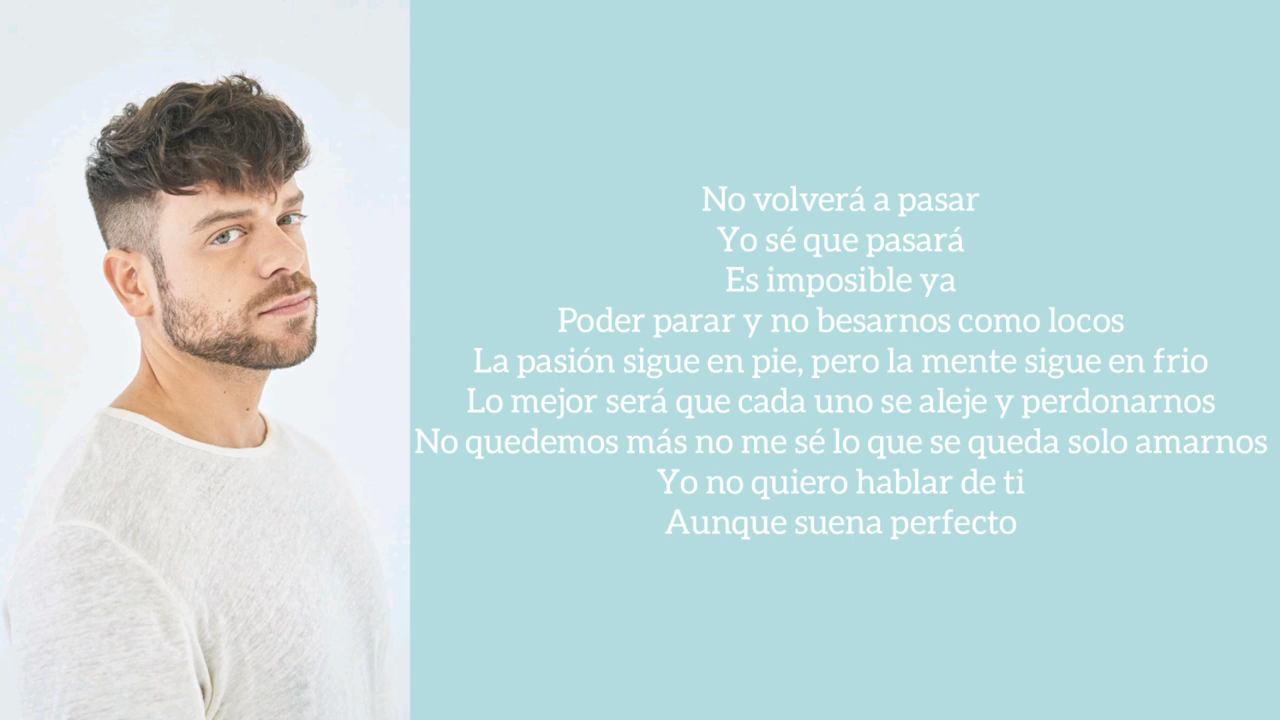 No volverá a pasar
Yo sé que pasará
Es imposible ya
Poder parar y no besarnos como locos
La pasión sigue en pie, pero la mente sigue en frio
Lo mejor será que cada uno se aleje y perdonarnos
No quedemos más no me sé lo que se queda solo amarnos
Yo no quiero hablar de ti
Aunque suena perfecto